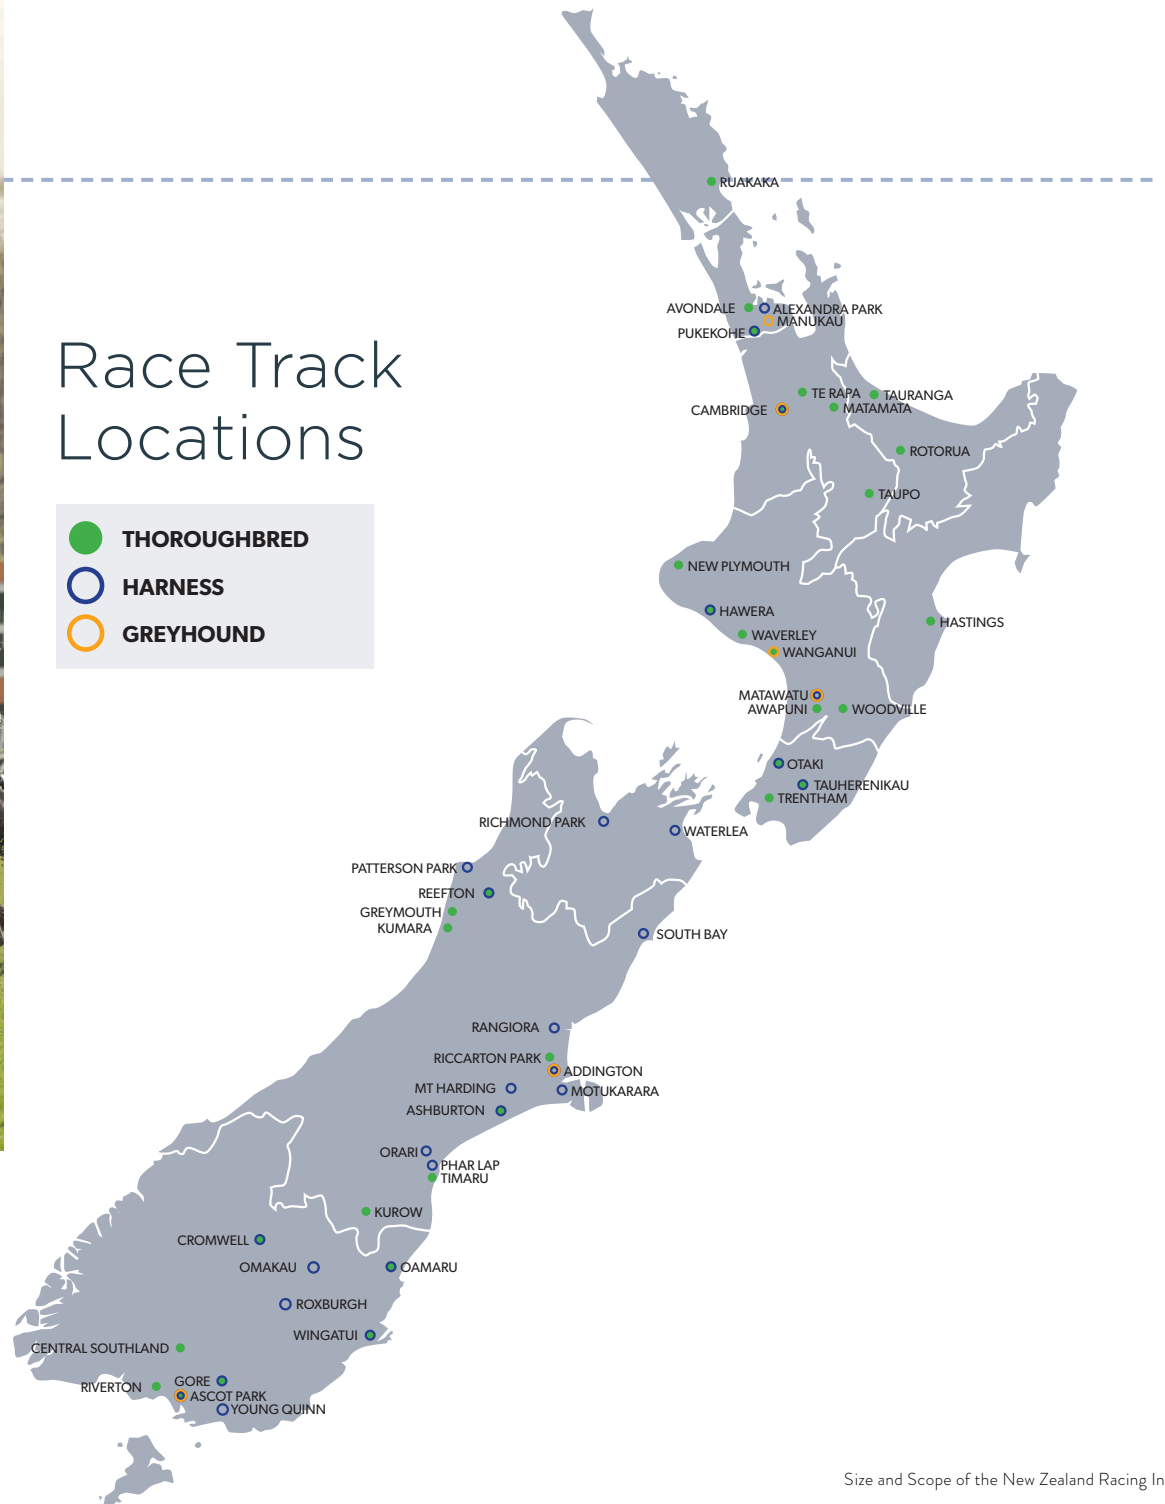 RUAKAKA
AVONDALE
ALEXANDRA PARK
MANUKAU
PUKEKOHE
Race Track
Locations
TE RAPA
TAURANGA
CAMBRIDGE
MATAMATA
ROTORUA
TAUPO
THOROUGHBRED
HARNESS
GREYHOUND
NEW PLYMOUTH
HAWERA
HASTINGS
WAVERLEY
WANGANUI
MATAWATU
AWAPUNI
WOODVILLE
OTAKI
TAUHERENIKAU
TRENTHAM
RICHMOND PARK
WATERLEA
PATTERSON PARK
REEFTON
GREYMOUTH
KUMARA
SOUTH BAY
RANGIORA
RICCARTON PARK
ADDINGTON
MT HARDING
MOTUKARARA
ASHBURTON
ORARI
PHAR LAP
TIMARU
KUROW
CROMWELL
OMAKAU
OAMARU
ROXBURGH
WINGATUI
CENTRAL SOUTHLAND
GORE
RIVERTON
ASCOT PARK
YOUNG QUINN
Size and Scope of the New Zealand Racing In